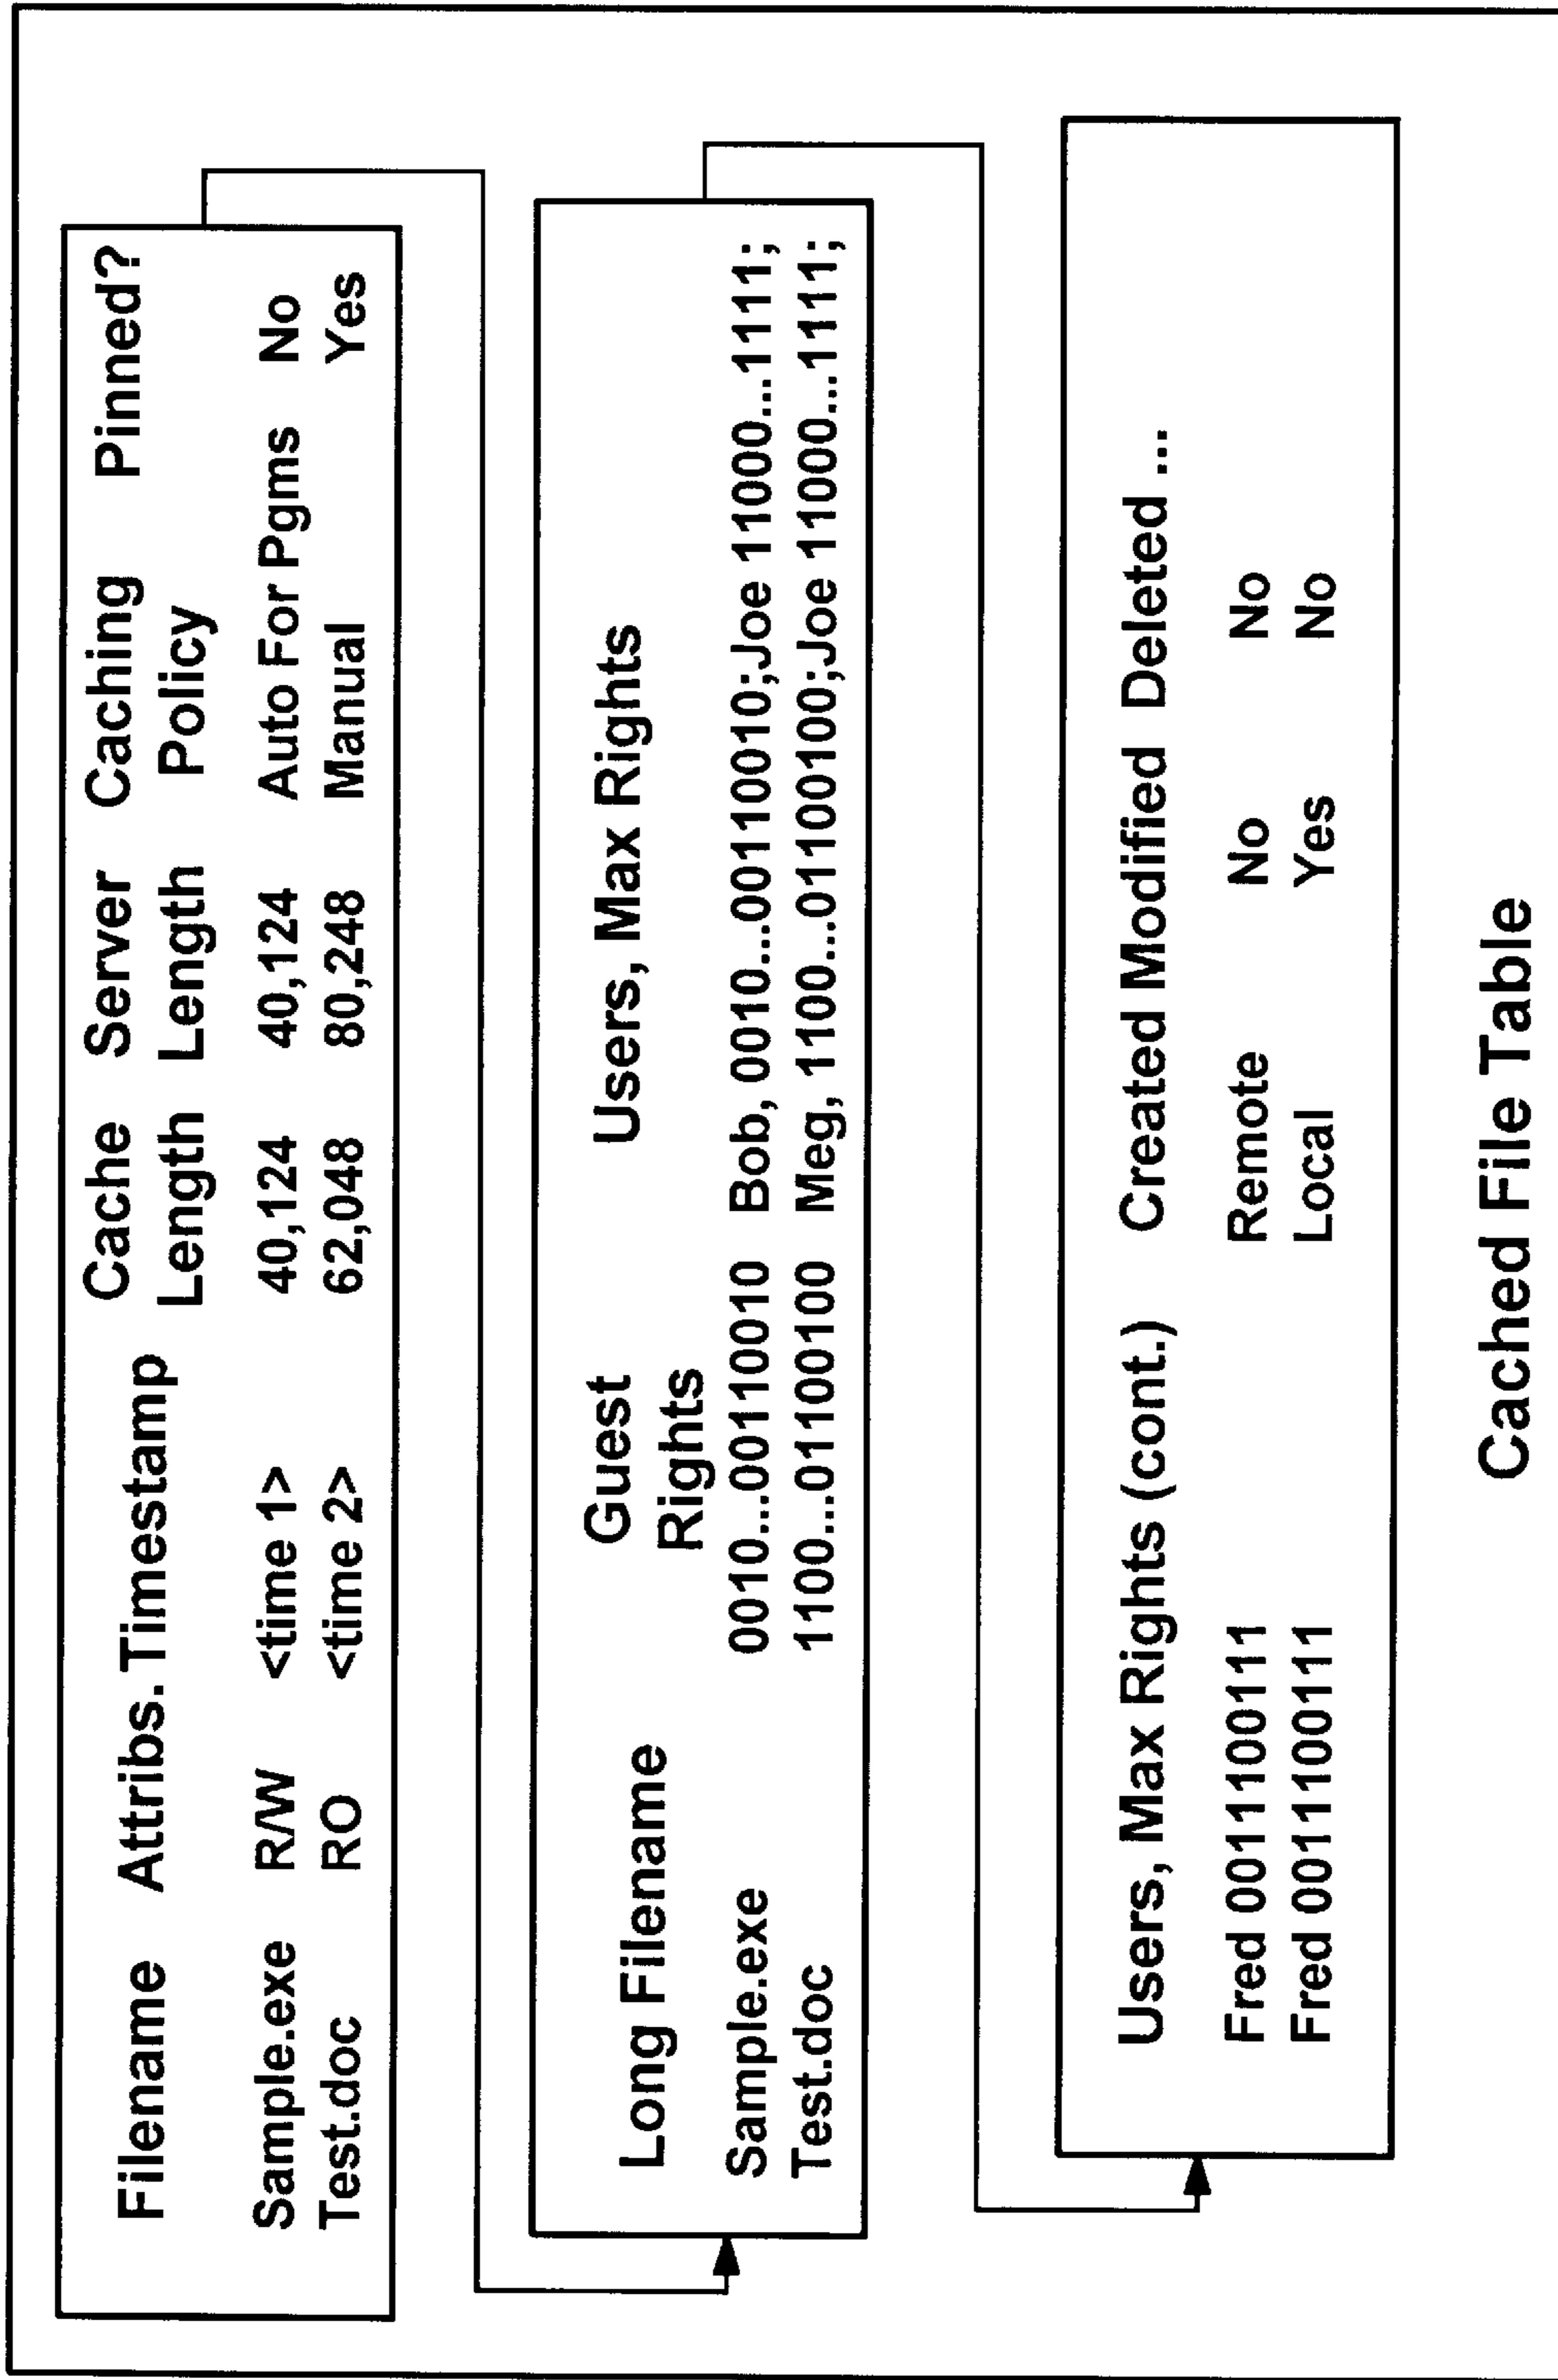 Filename Attribs. Timestamp Cache Server Caching Pinned?
Length Length Policy
Sample.exe R/W <time 1> 40,124 40,124 Auto For Pgms No
Test.doc RO <time 2> 62,048 80,248 Manual Yes
Long Filename Guest Users, Max Rights
Rights
Sample.exe 0010...00110010 Bob, 0010...00110010;Joe 11000...1111;
Test.doc 1100...01100100 Meg, 1100...01100100;Joe 11000...1111;
Users, Max Rights (cont.) Created Modified Deleted ...
Fred 0011100111 Remote No No
Fred 0011100111 Local Yes No
Cached File Table